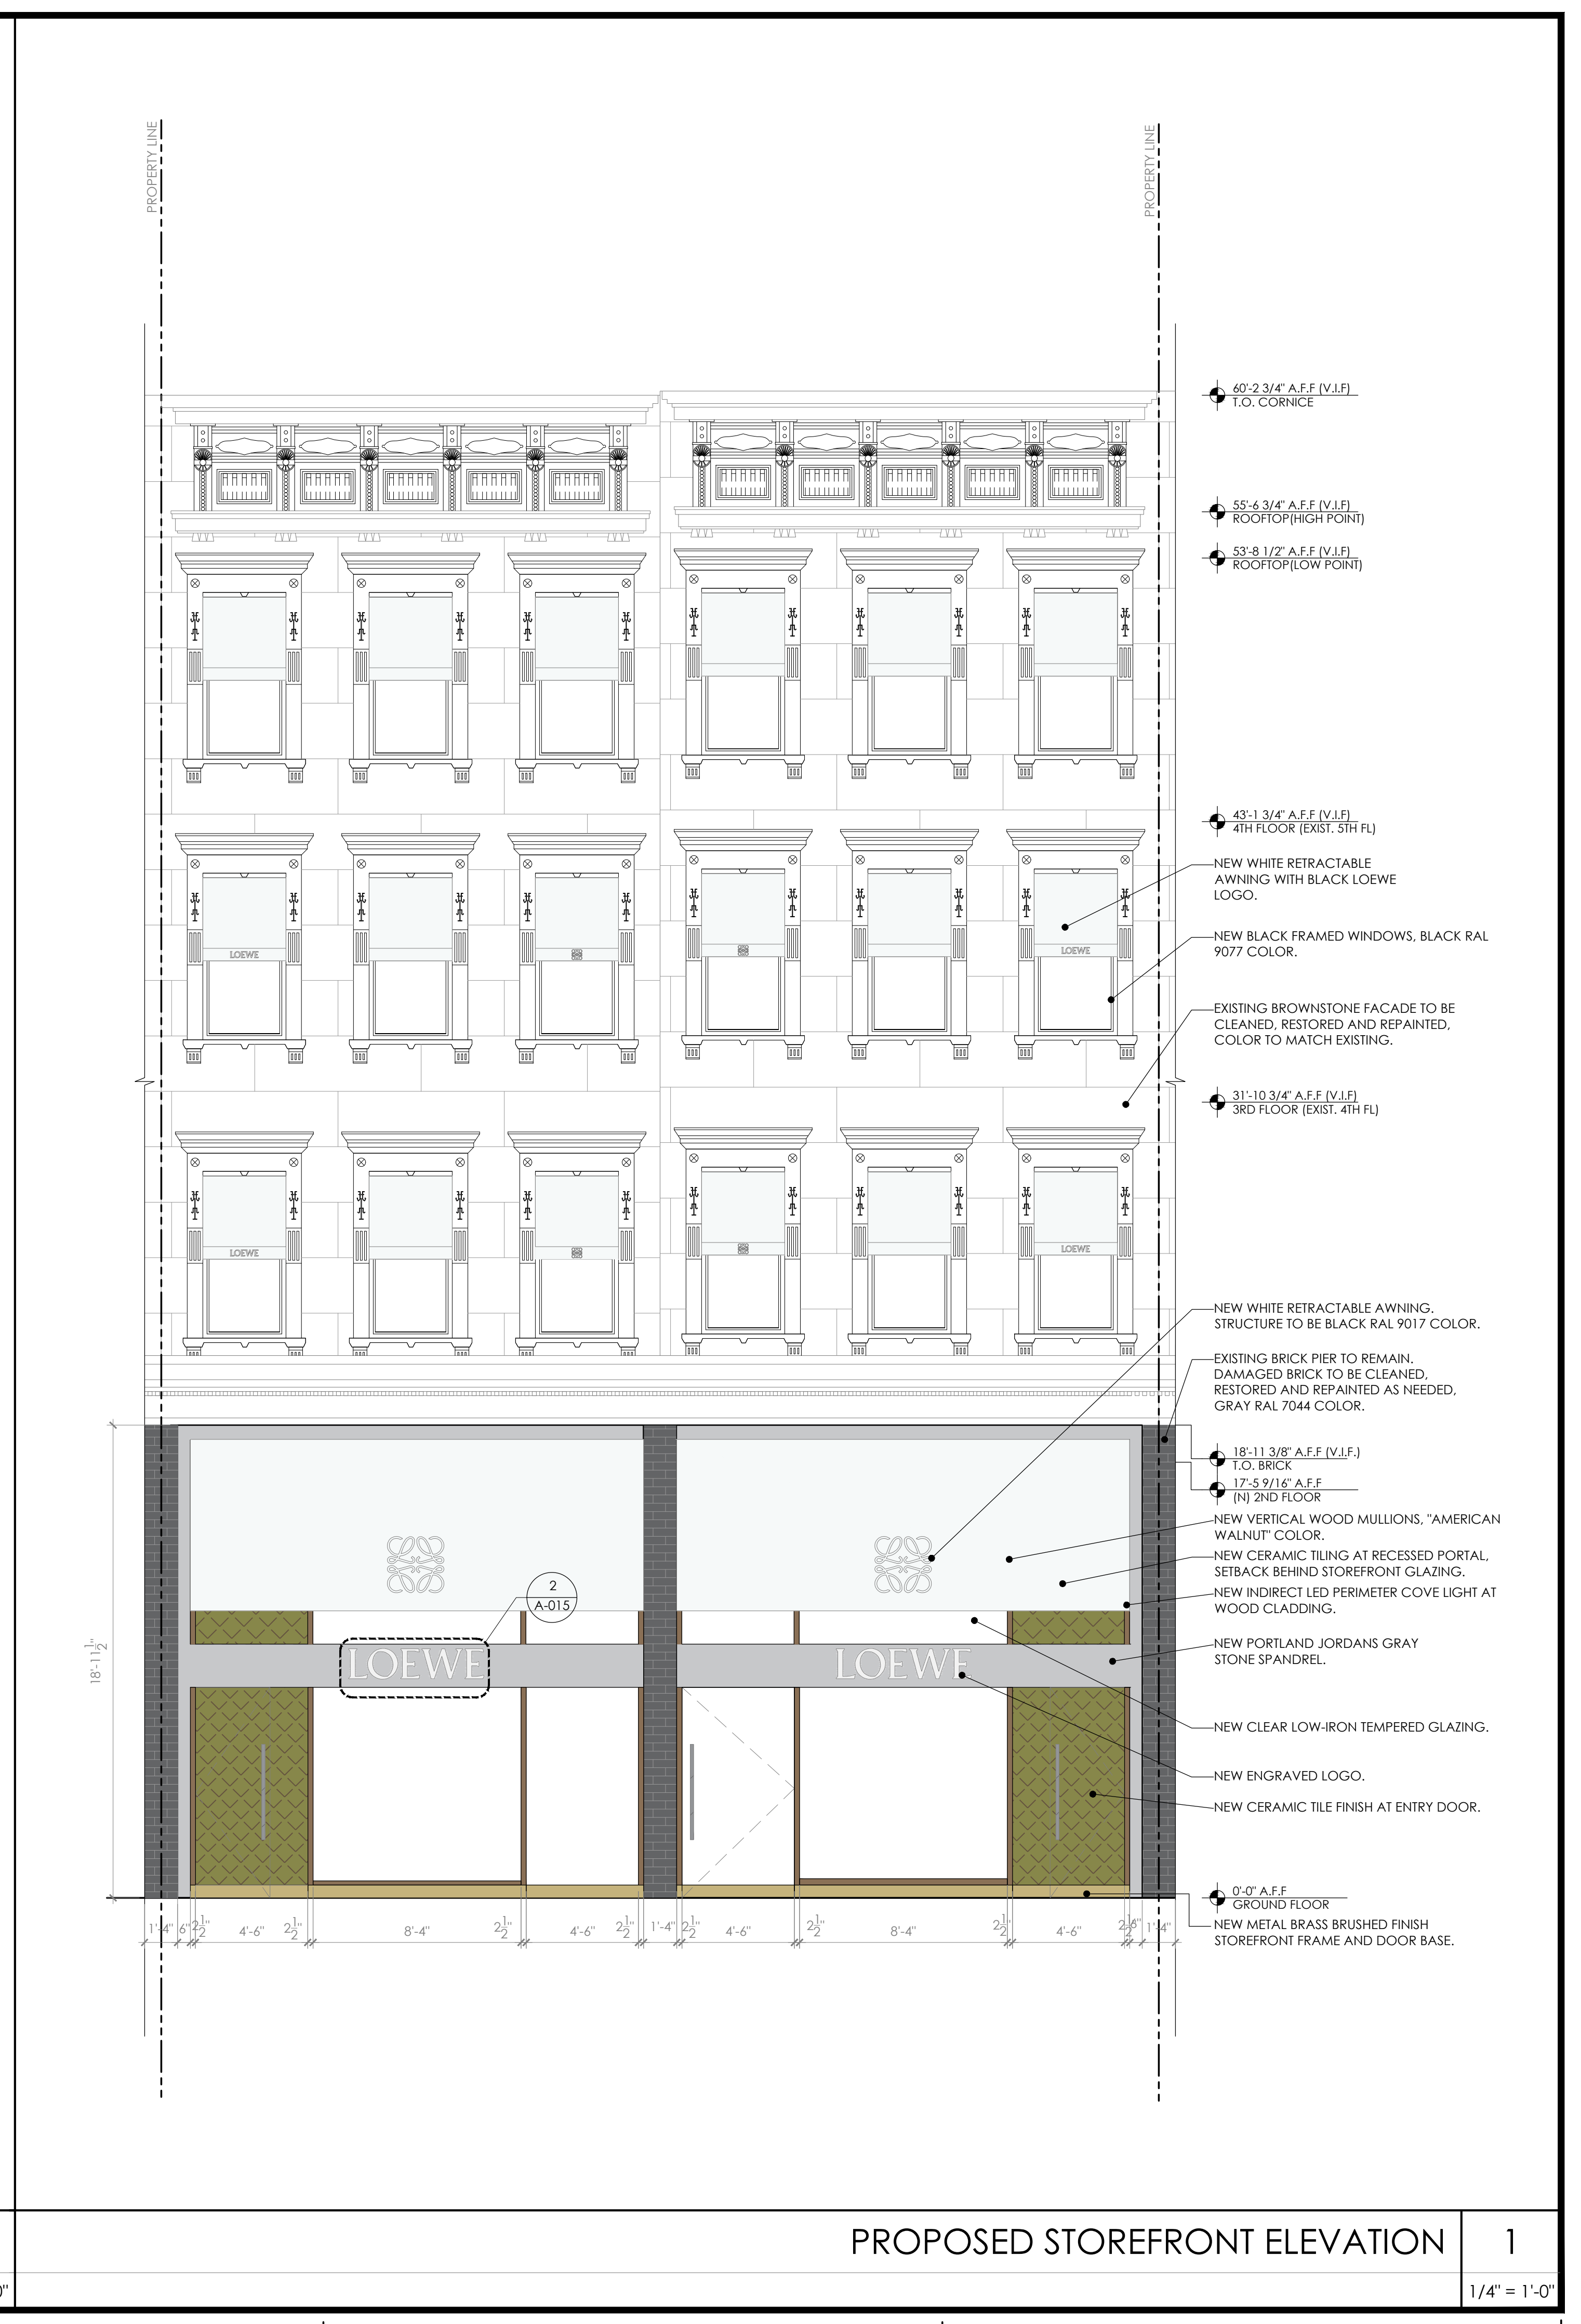 PROPERTY LINE
PROPERTY LINE
60'-2 3/4" A.F.F (V.I.F)
T.O. CORNICE
55'-6 3/4" A.F.F (V.I.F)
ROOFTOP(HIGH POINT)
53'-8 1/2" A.F.F (V.I.F)
ROOFTOP(LOW POINT)
43'-1 3/4" A.F.F (V.I.F)
4TH FLOOR (EXIST. 5TH FL)
NEW WHITE RETRACTABLE
AWNING WITH BLACK LOEWE
LOGO.
NEW BLACK FRAMED WINDOWS, BLACK RAL
9077 COLOR.
LOEWE
LOEWE
EXISTING BROWNSTONE FACADE TO BE
CLEANED, RESTORED AND REPAINTED,
COLOR TO MATCH EXISTING.
31'-10 3/4" A.F.F (V.I.F)
3RD FLOOR (EXIST. 4TH FL)
LOEWE
LOEWE
NEW WHITE RETRACTABLE AWNING.
STRUCTURE TO BE BLACK RAL 9017 COLOR.
EXISTING BRICK PIER TO REMAIN.
DAMAGED BRICK TO BE CLEANED,
RESTORED AND REPAINTED AS NEEDED,
GRAY RAL 7044 COLOR.
18'-11 3/8" A.F.F (V.I.F.)
T.O. BRICK
17'-5 9/16" A.F.F
(N) 2ND FLOOR
NEW VERTICAL WOOD MULLIONS, "AMERICAN
WALNUT" COLOR.
NEW CERAMIC TILING AT RECESSED PORTAL,
SETBACK BEHIND STOREFRONT GLAZING.
NEW INDIRECT LED PERIMETER COVE LIGHT AT
WOOD CLADDING.
2
A-015
18'-11 1/2"
LOEWE
LOEWE
NEW PORTLAND JORDANS GRAY
STONE SPANDREL.
NEW CLEAR LOW-IRON TEMPERED GLAZING.
NEW ENGRAVED LOGO.
NEW CERAMIC TILE FINISH AT ENTRY DOOR.
0'-0" A.F.F
GROUND FLOOR
NEW METAL BRASS BRUSHED FINISH
STOREFRONT FRAME AND DOOR BASE.
1'-4" 6" 2 1/2" 4'-6" 2 1/2" 8'-4" 2 1/2" 4'-6" 2 1/2" 1'-4" 2 1/2" 4'-6" 2 1/2" 8'-4" 2 1/2" 4'-6" 2 1/2" 6" 1'-4"
PROPOSED STOREFRONT ELEVATION
1
1/4" = 1'-0"